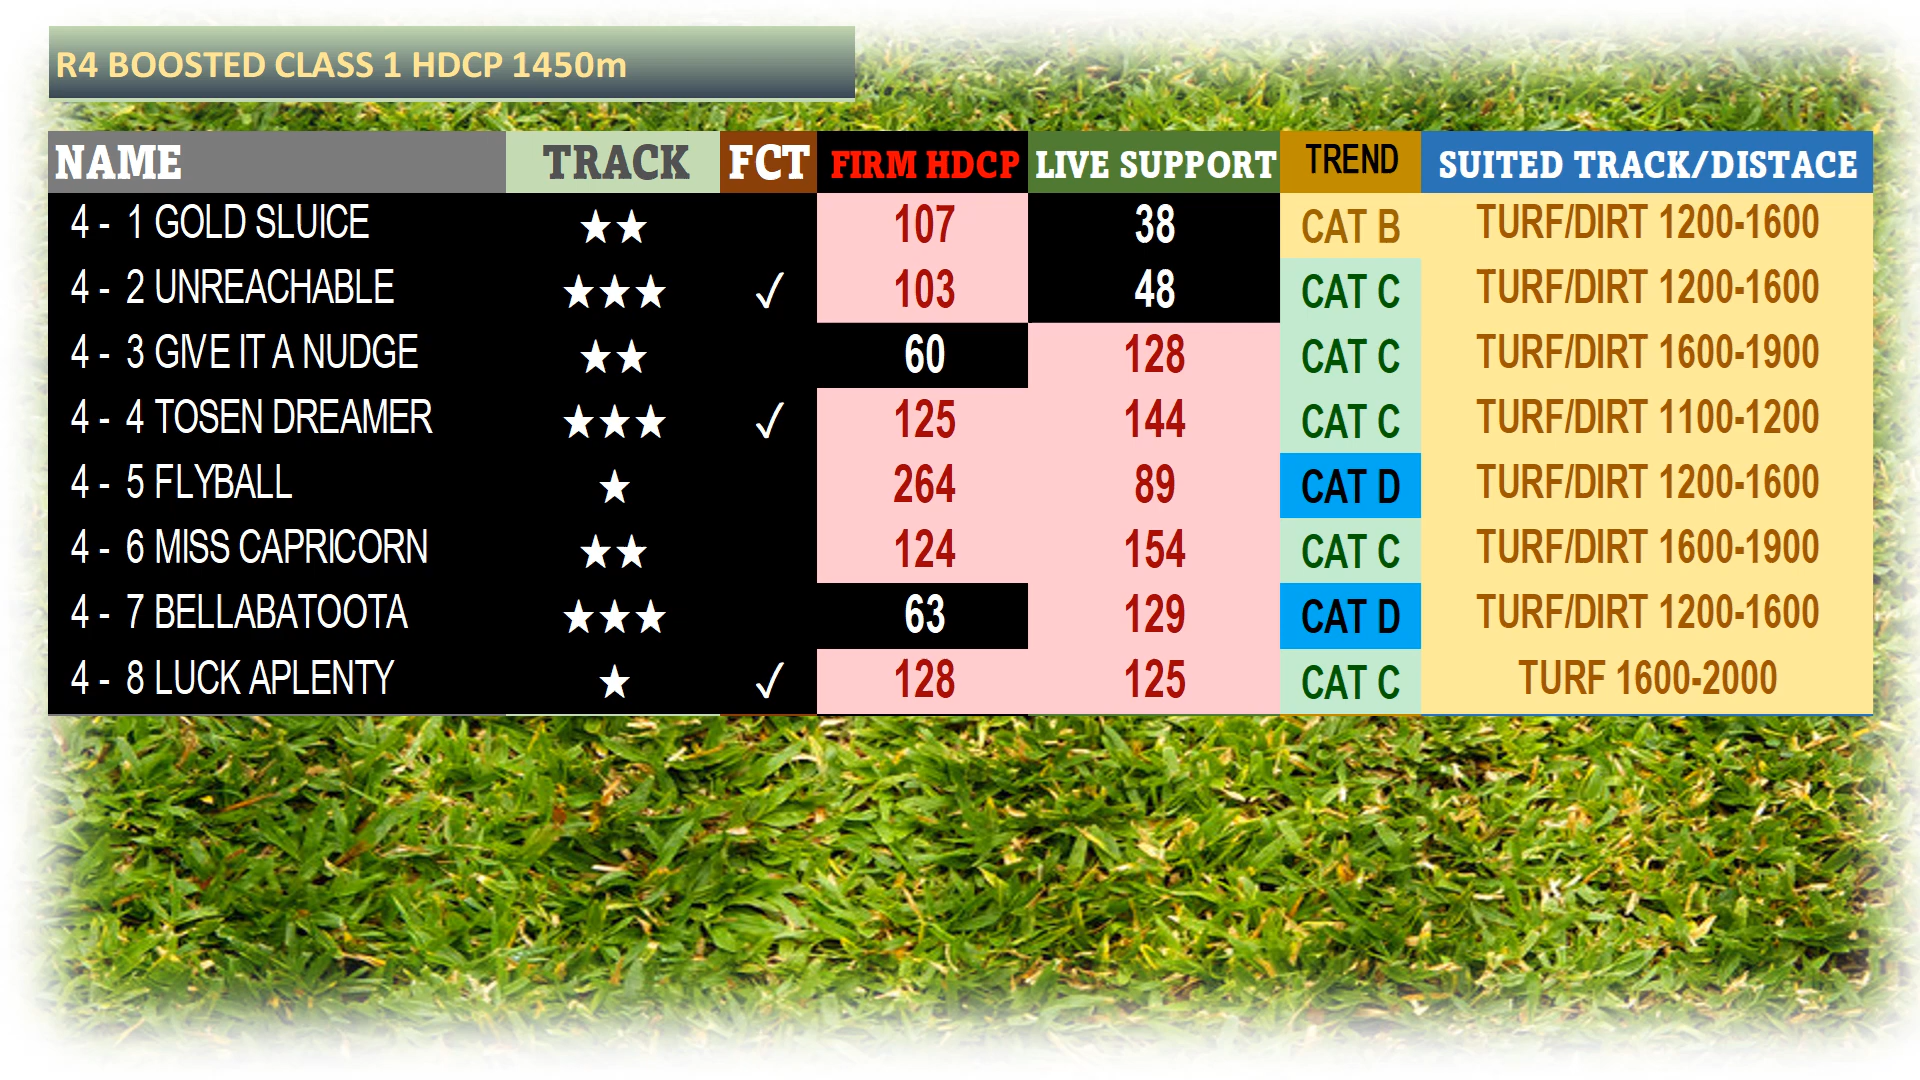 R4 BOOSTED CLASS 1 HDCP 1450m
NAME TRACK FCT FIRM HDCP LIVE SUPPORT TREND SUITED TRACK/DISTACE
4 - 1 GOLD SLUICE ★★ 107 38 CAT B TURF/DIRT 1200-1600
4 - 2 UNREACHABLE ★★★ ✓ 103 48 CAT C TURF/DIRT 1200-1600
4 - 3 GIVE IT A NUDGE ★★ 60 128 CAT C TURF/DIRT 1600-1900
4 - 4 TOSEN DREAMER ★★★ ✓ 125 144 CAT C TURF/DIRT 1100-1200
4 - 5 FLYBALL ★ 264 89 CAT D TURF/DIRT 1200-1600
4 - 6 MISS CAPRICORN ★★ 124 154 CAT C TURF/DIRT 1600-1900
4 - 7 BELLABATOOTA ★★★ 63 129 CAT D TURF/DIRT 1200-1600
4 - 8 LUCK APLENTY ★ ✓ 128 125 CAT C TURF 1600-2000